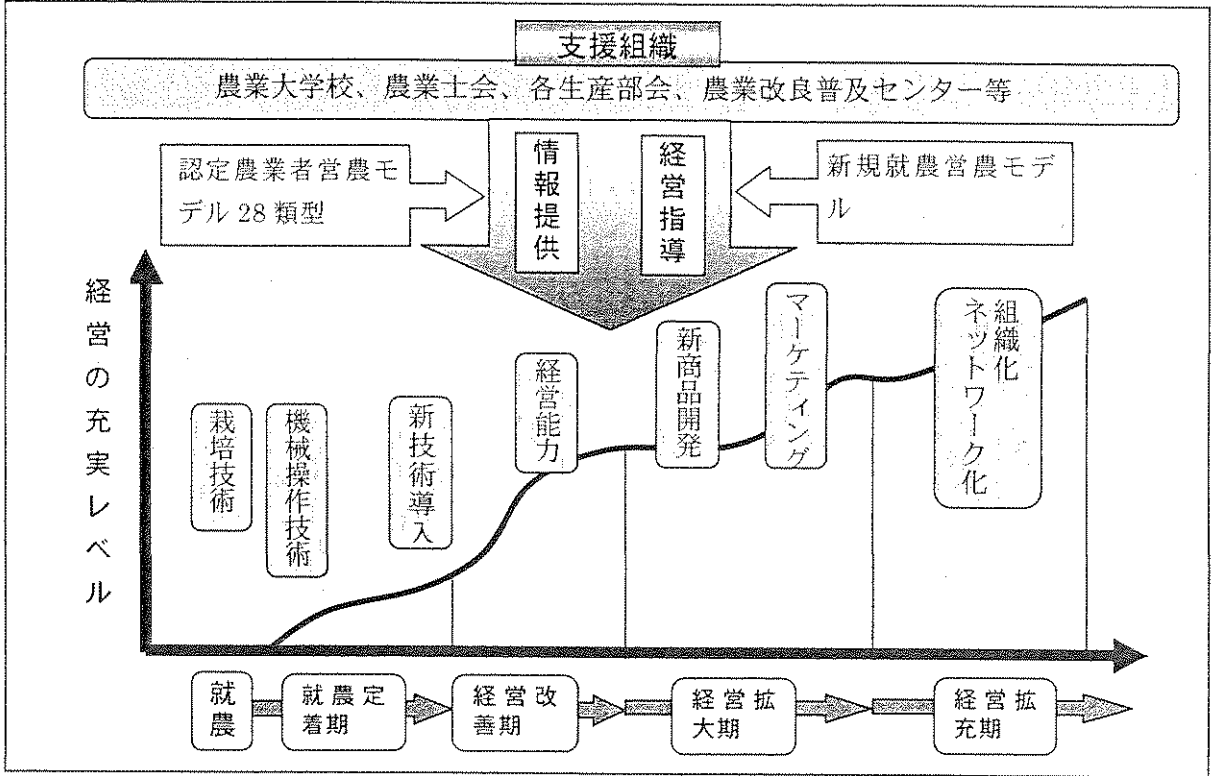 支援組織
農業大学校、農業士会、各生産部会、農業改良普及センター等
認定農業者営農モ
デル28類型
情報提供
経営指導
新規就農営農モデ
ル
経営の充実レベル
栽培技術
機械操作技術
新技術導入
経営能力
新商品開発
マーケティング
組織化
ネットワーク化
就農
就農定
着期
経営改
善期
経営拡
大期
経営拡
充期